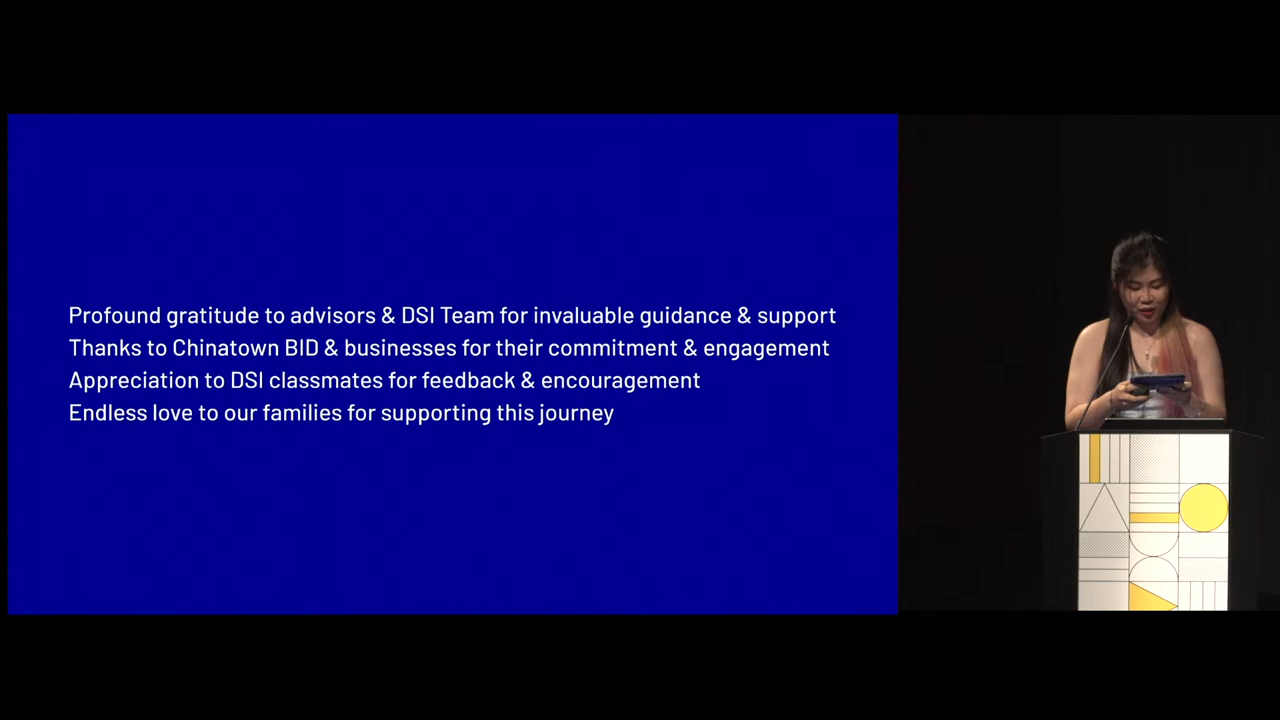 Profound gratitude to advisors & DSI Team for invaluable guidance & support
Thanks to Chinatown BID & businesses for their commitment & engagement
Appreciation to DSI classmates for feedback & encouragement
Endless love to our families for supporting this journey